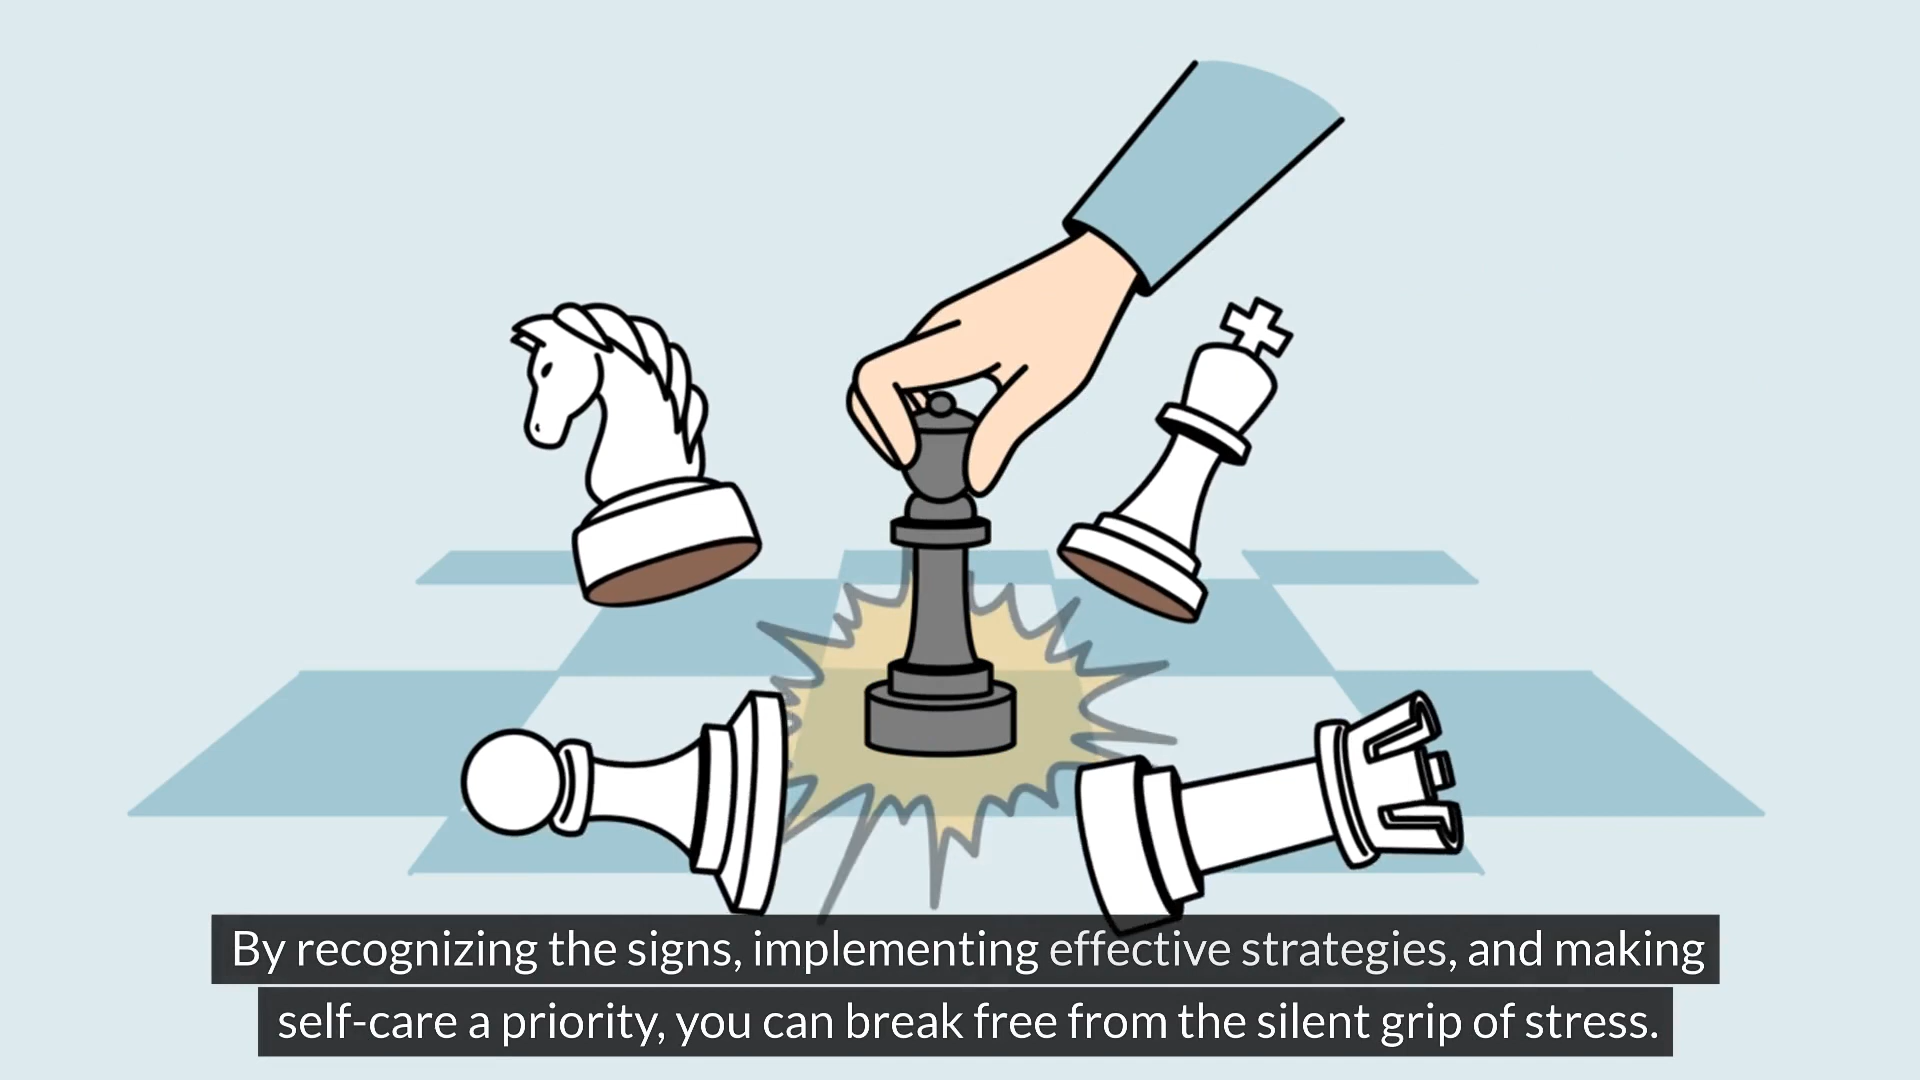 By recognizing the signs, implementing effective strategies, and making
self-care a priority, you can break free from the silent grip of stress.